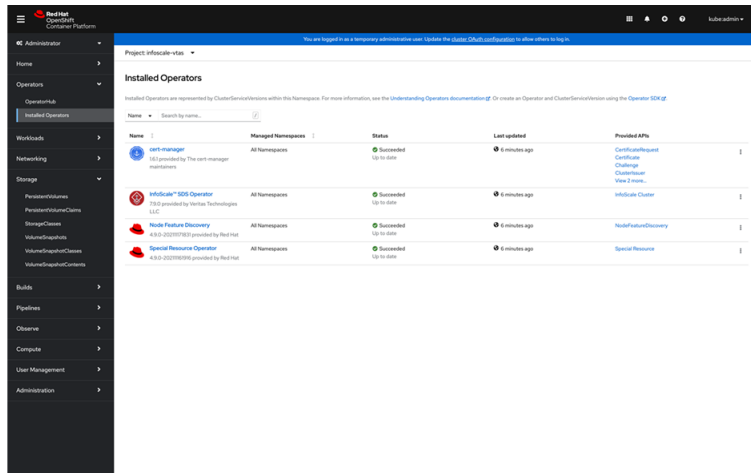 Red Hat
OpenShift
Container Platform
kube:admin
Administrator
You are logged in as a temporary administrative user. Update the cluster OAuth configuration to allow others to log in.
Home
Project: infoscale-vtas
Operators
OperatorHub
Installed Operators
Workloads
Networking
Storage
PersistentVolumes
PersistentVolumeClaims
StorageClasses
VolumeSnapshots
VolumeSnapshotClasses
VolumeSnapshotContents
Builds
Pipelines
Observe
Compute
User Management
Administration
Installed Operators
Installed Operators are represented by ClusterServiceVersions within this Namespace. For more information, see the Understanding Operators documentation. Or create an Operator and ClusterServiceVersion using the Operator SDK.
Name Search by name... /
Name Managed Namespaces Status Last updated Provided APIs
cert-manager All Namespaces Succeeded 6 minutes ago CertificateRequest
1.6.1 provided by The cert-manager Up to date Certificate
maintainers Challenge
ClusterIssuer
View 2 more...
InfoScale™ SDS Operator All Namespaces Succeeded 6 minutes ago InfoScale Cluster
7.9.0 provided by Veritas Technologies Up to date
LLC
Node Feature Discovery All Namespaces Succeeded 6 minutes ago NodeFeatureDiscovery
provided by Red Hat Up to date
Special Resource Operator All Namespaces Succeeded 6 minutes ago Special Resource
provided by Red Hat Up to date